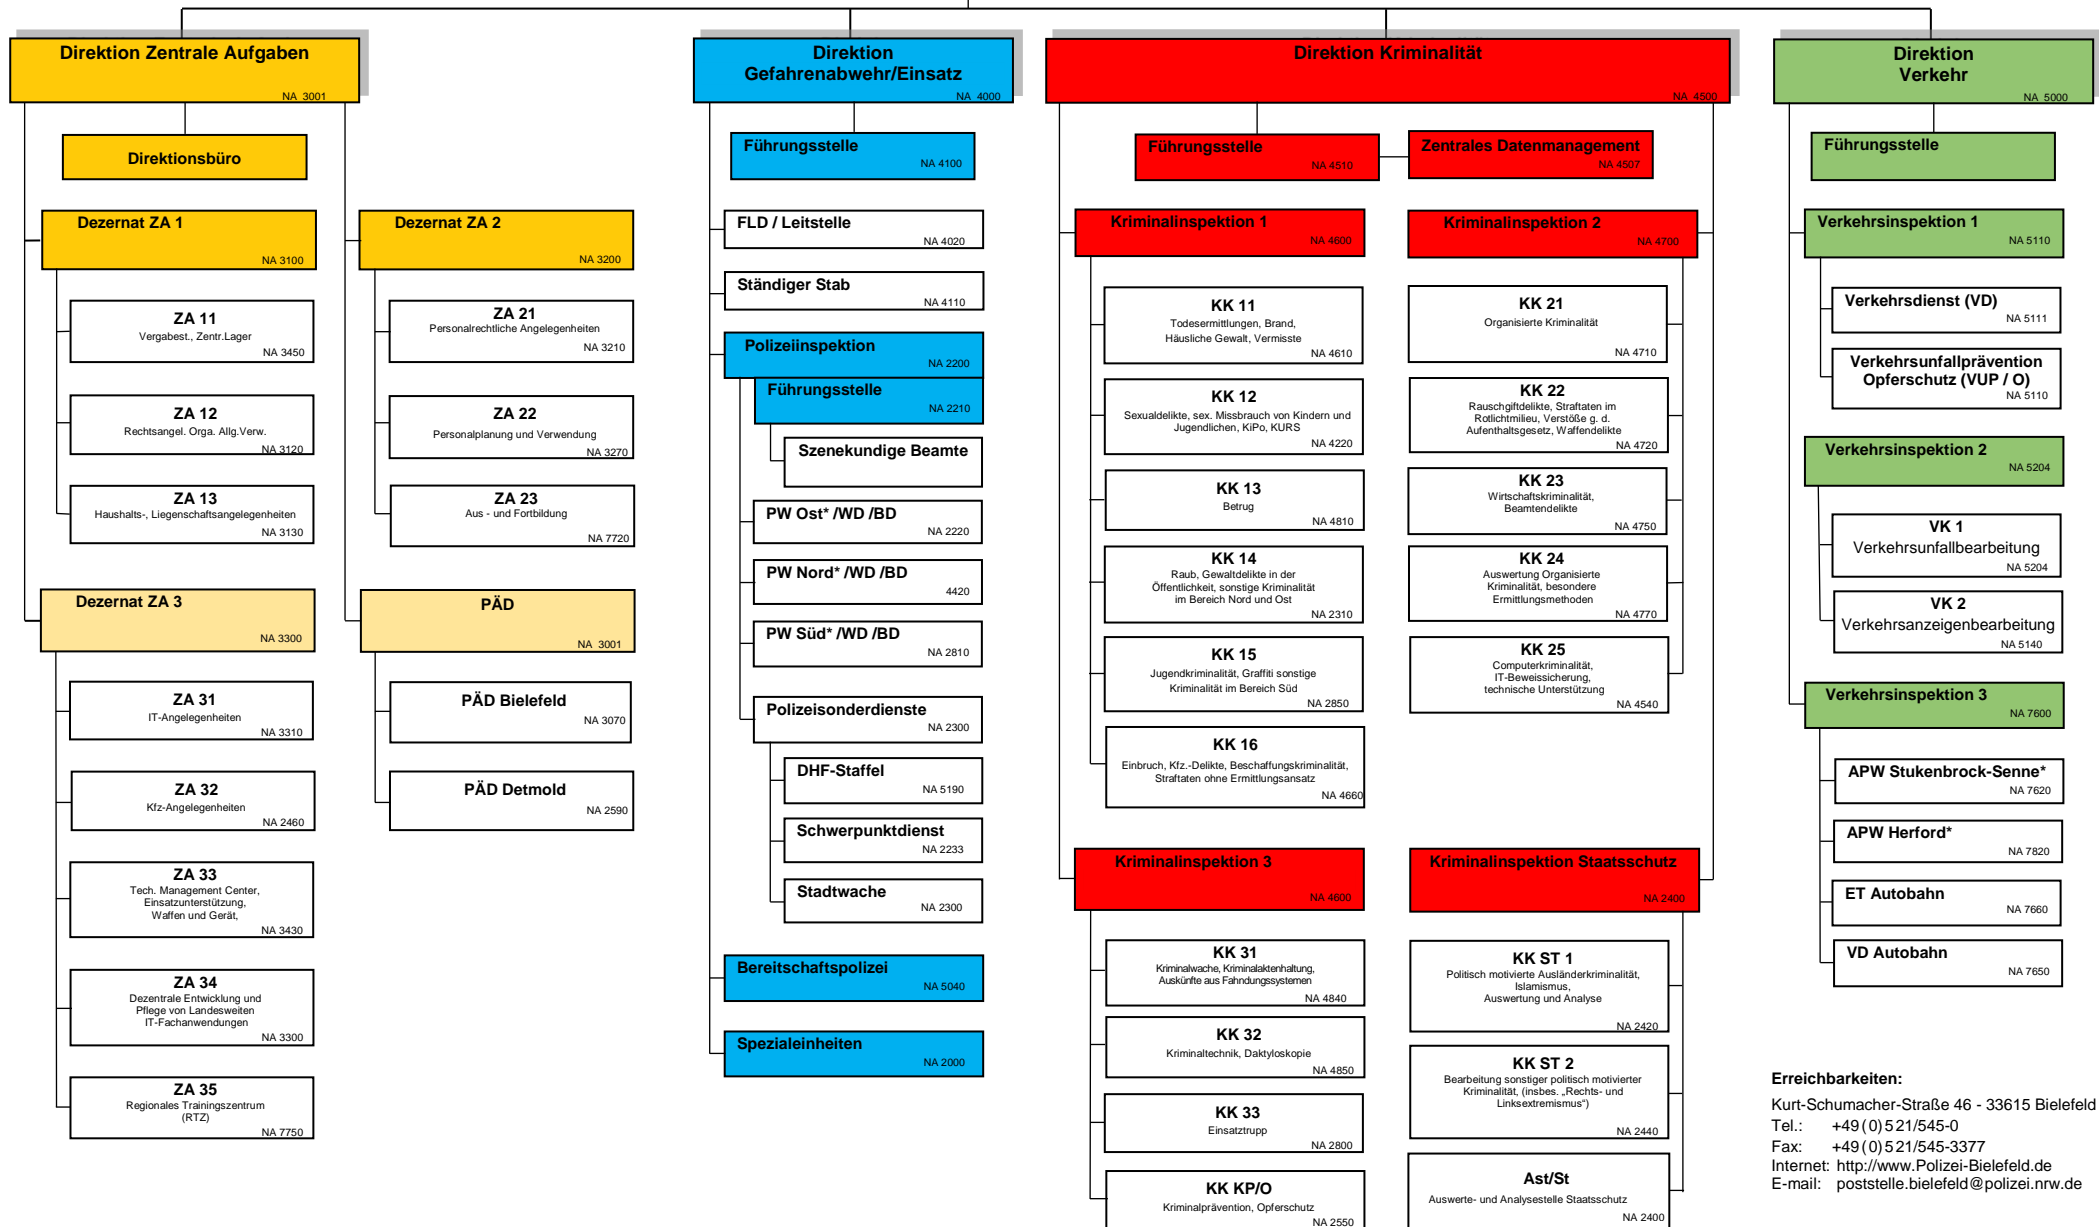 Direktion Zentrale Aufgaben
NA 3001
Direktionsbüro
Dezernat ZA 1
NA 3100
ZA 11
Vergabest., Zentr.Lager
NA 3450
ZA 12
Rechtsangel. Orga. Allg.Verw.
NA 3120
ZA 13
Haushalts-, Liegenschaftsangelegenheiten
NA 3130
Dezernat ZA 2
NA 3200
ZA 21
Personalrechtliche Angelegenheiten
NA 3210
ZA 22
Personalplanung und Verwendung
NA 3270
ZA 23
Aus - und Fortbildung
NA 7720
Dezernat ZA 3
NA 3300
ZA 31
IT-Angelegenheiten
NA 3310
ZA 32
Kfz-Angelegenheiten
NA 2460
ZA 33
Tech. Management Center,
Einsatzunterstützung,
Waffen und Gerät,
NA 3430
ZA 34
Dezentrale Entwicklung und
Pflege von Landesweiten
IT-Fachanwendungen
NA 3300
ZA 35
Regionales Trainingszentrum
(RTZ)
NA 7750
PÄD
NA 3001
PÄD Bielefeld
NA 3070
PÄD Detmold
NA 2590
Direktion
Gefahrenabwehr/Einsatz
NA 4000
Führungsstelle
NA 4100
FLD / Leitstelle
NA 4020
Ständiger Stab
NA 4110
Polizeiinspektion
NA 2200
Führungsstelle
NA 2210
Szenekundige Beamte
PW Ost* /WD /BD
NA 2220
PW Nord* /WD /BD
4420
PW Süd* /WD /BD
NA 2810
Polizeisonderdienste
NA 2300
DHF-Staffel
NA 5190
Schwerpunktdienst
NA 2233
Stadtwache
NA 2300
Bereitschaftspolizei
NA 5040
Spezialeinheiten
NA 2000
Direktion Kriminalität
NA 4500
Führungsstelle
NA 4510
Zentrales Datenmanagement
NA 4507
Kriminalinspektion 1
NA 4600
KK 11
Todesermittlungen, Brand,
Häusliche Gewalt, Vermisste
NA 4610
KK 12
Sexualdelikte, sex. Missbrauch von Kindern und
Jugendlichen, KiPo, KURS
NA 4220
KK 13
Betrug
NA 4810
KK 14
Raub, Gewaltdelikte in der
Öffentlichkeit, sonstige Kriminalität
im Bereich Nord und Ost
NA 2310
KK 15
Jugendkriminalität, Graffiti sonstige
Kriminalität im Bereich Süd
NA 2850
KK 16
Einbruch, Kfz.-Delikte, Beschaffungskriminalität,
Straftaten ohne Ermittlungsansatz
NA 4660
Kriminalinspektion 2
NA 4700
KK 21
Organisierte Kriminalität
NA 4710
KK 22
Rauschgiftdelikte, Straftaten im
Rotlichtmilieu, Verstöße g. d.
Aufenthaltsgesetz, Waffendelikte
NA 4720
KK 23
Wirtschaftskriminalität,
Beamtendelikte
NA 4750
KK 24
Auswertung Organisierte
Kriminalität, besondere
Ermittlungsmethoden
NA 4770
KK 25
Computerkriminalität,
IT-Beweissicherung,
technische Unterstützung
NA 4540
Kriminalinspektion 3
NA 4600
KK 31
Kriminalwache, Kriminalaktenhaltung,
Auskünfte aus Fahndungssystemen
NA 4840
KK 32
Kriminaltechnik, Daktyloskopie
NA 4850
KK 33
Einsatztrupp
NA 2800
KK KP/O
Kriminalprävention, Opferschutz
NA 2550
Kriminalinspektion Staatsschutz
NA 2400
KK ST 1
Politisch motivierte Ausländerkriminalität,
Islamismus,
Auswertung und Analyse
NA 2420
KK ST 2
Bearbeitung sonstiger politisch motivierter
Kriminalität, (insbes. „Rechts- und
Linksextremismus“)
NA 2440
Ast/St
Auswerte- und Analysestelle Staatsschutz
NA 2400
Direktion
Verkehr
NA 5000
Führungsstelle
Verkehrsinspektion 1
NA 5110
Verkehrsdienst (VD)
NA 5111
Verkehrsunfallprävention
Opferschutz (VUP / O)
NA 5110
Verkehrsinspektion 2
NA 5204
VK 1
Verkehrsunfallbearbeitung
NA 5204
VK 2
Verkehrsanzeigenbearbeitung
NA 5140
Verkehrsinspektion 3
NA 7600
APW Stukenbrock-Senne*
NA 7620
APW Herford*
NA 7820
ET Autobahn
NA 7660
VD Autobahn
NA 7650
Erreichbarkeiten:
Kurt-Schumacher-Straße 46 - 33615 Bielefeld
Tel.: +49(0)521/545-0
Fax: +49(0)521/545-3377
Internet: http://www.Polizei-Bielefeld.de
E-mail: poststelle.bielefeld@polizei.nrw.de